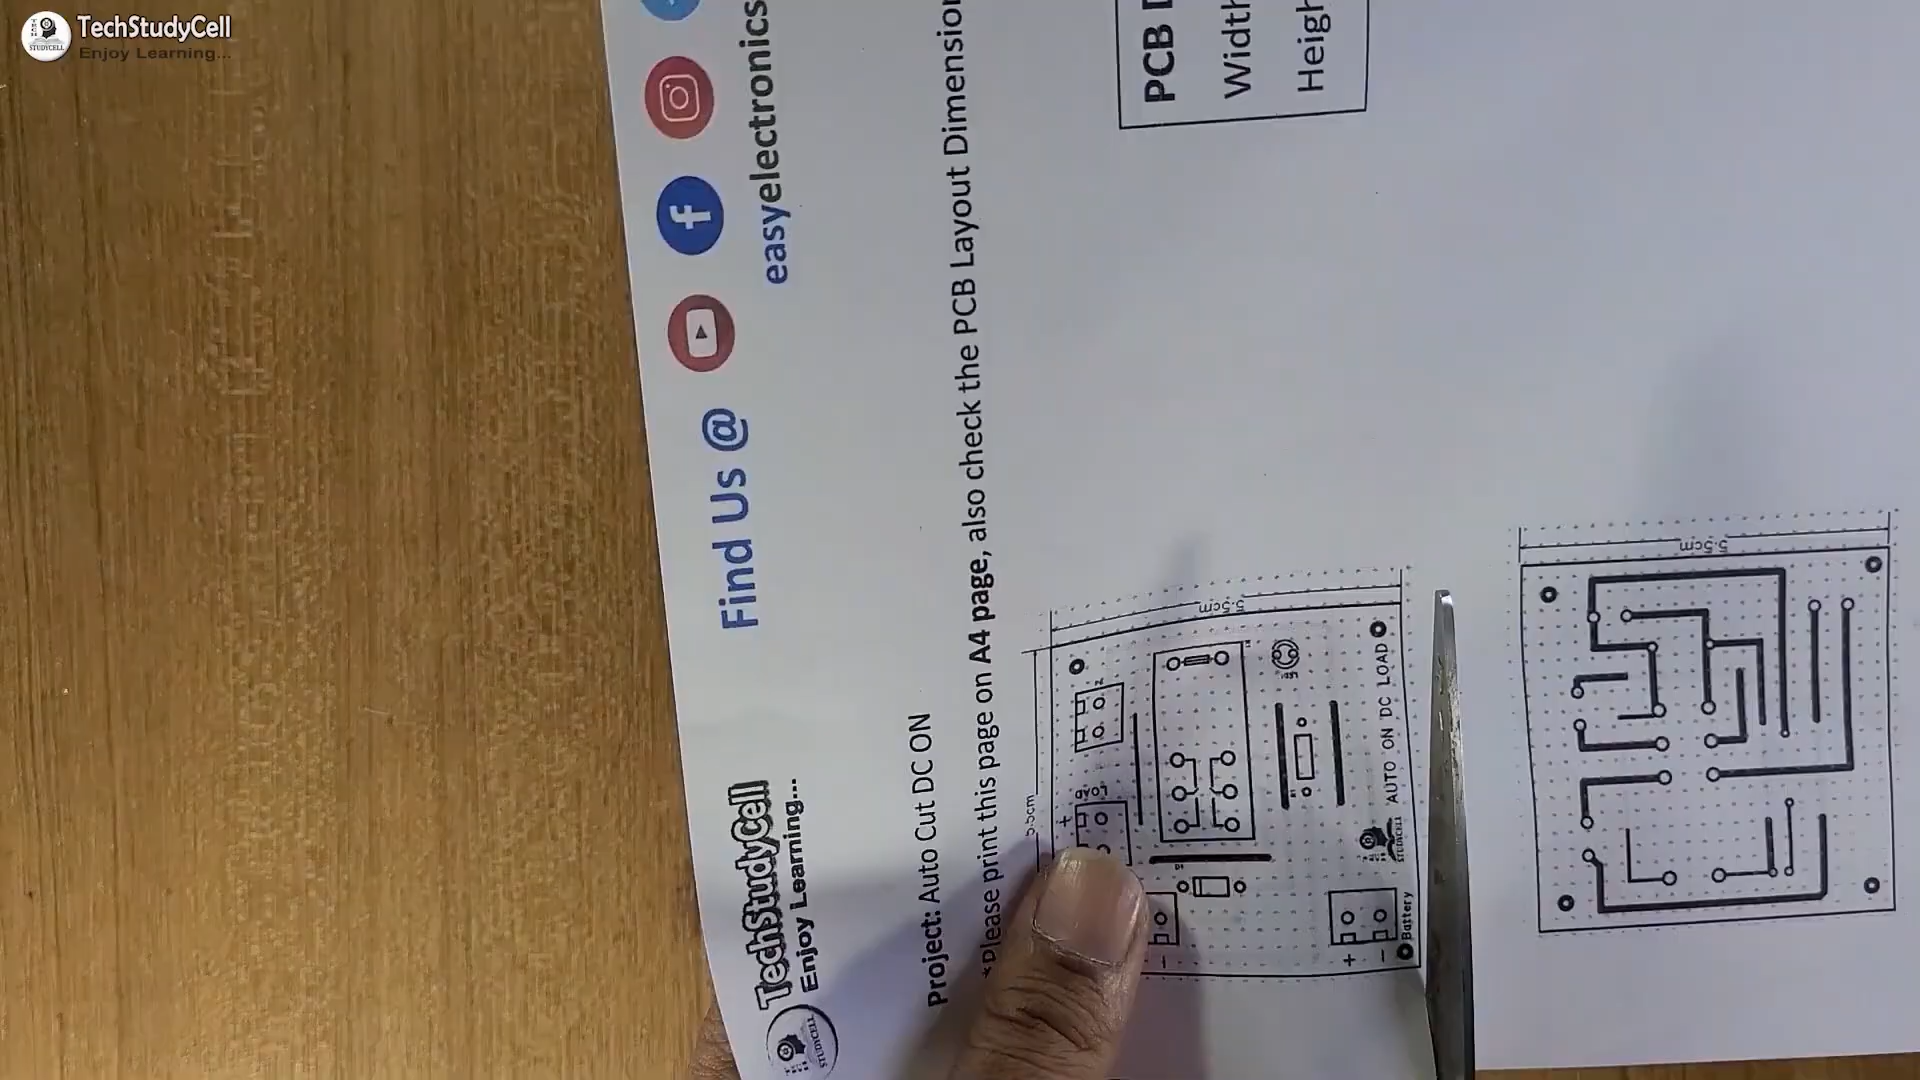 TechStudyCell
Enjoy Learning...
TechStudyCell
Enjoy Learning...
STUDYCELL
Find Us @
easyelectronics
Project: Auto Cut DC ON
*Please print this page on A4 page, also check the PCB Layout Dimension
PCB
Width
Heigh
5.5cm
5.5cm
+
-
+
-
Battery
STUDYCELL
AUTO ON DC LOAD
5.5cm